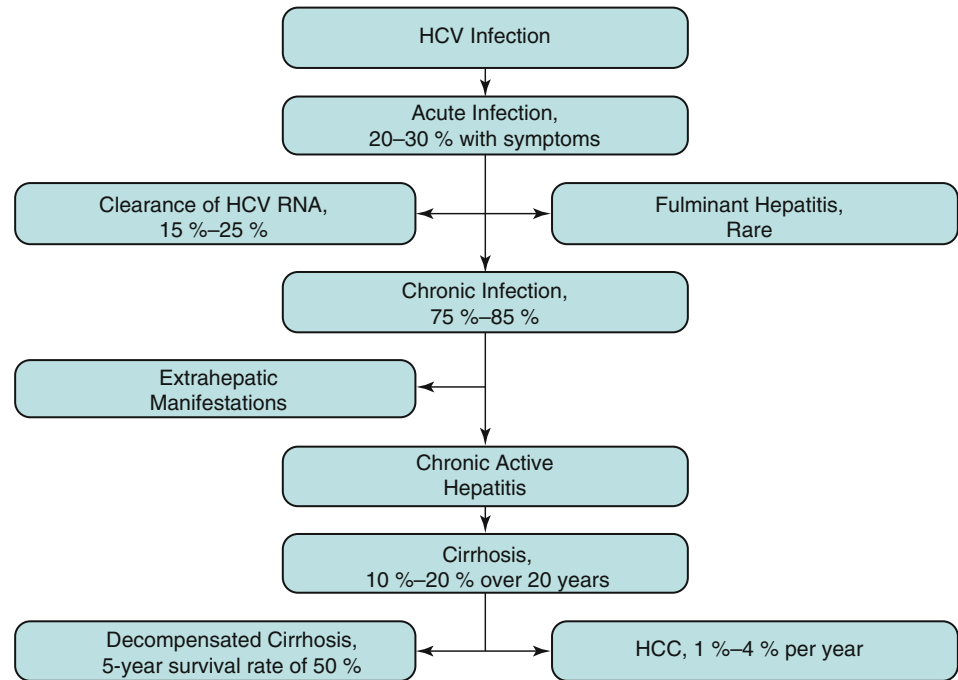 HCV Infection
Acute Infection,
20–30 % with symptoms
Clearance of HCV RNA,
15 %–25 %
Fulminant Hepatitis,
Rare
Chronic Infection,
75 %–85 %
Extrahepatic
Manifestations
Chronic Active
Hepatitis
Cirrhosis,
10 %–20 % over 20 years
Decompensated Cirrhosis,
5-year survival rate of 50 %
HCC, 1 %–4 % per year